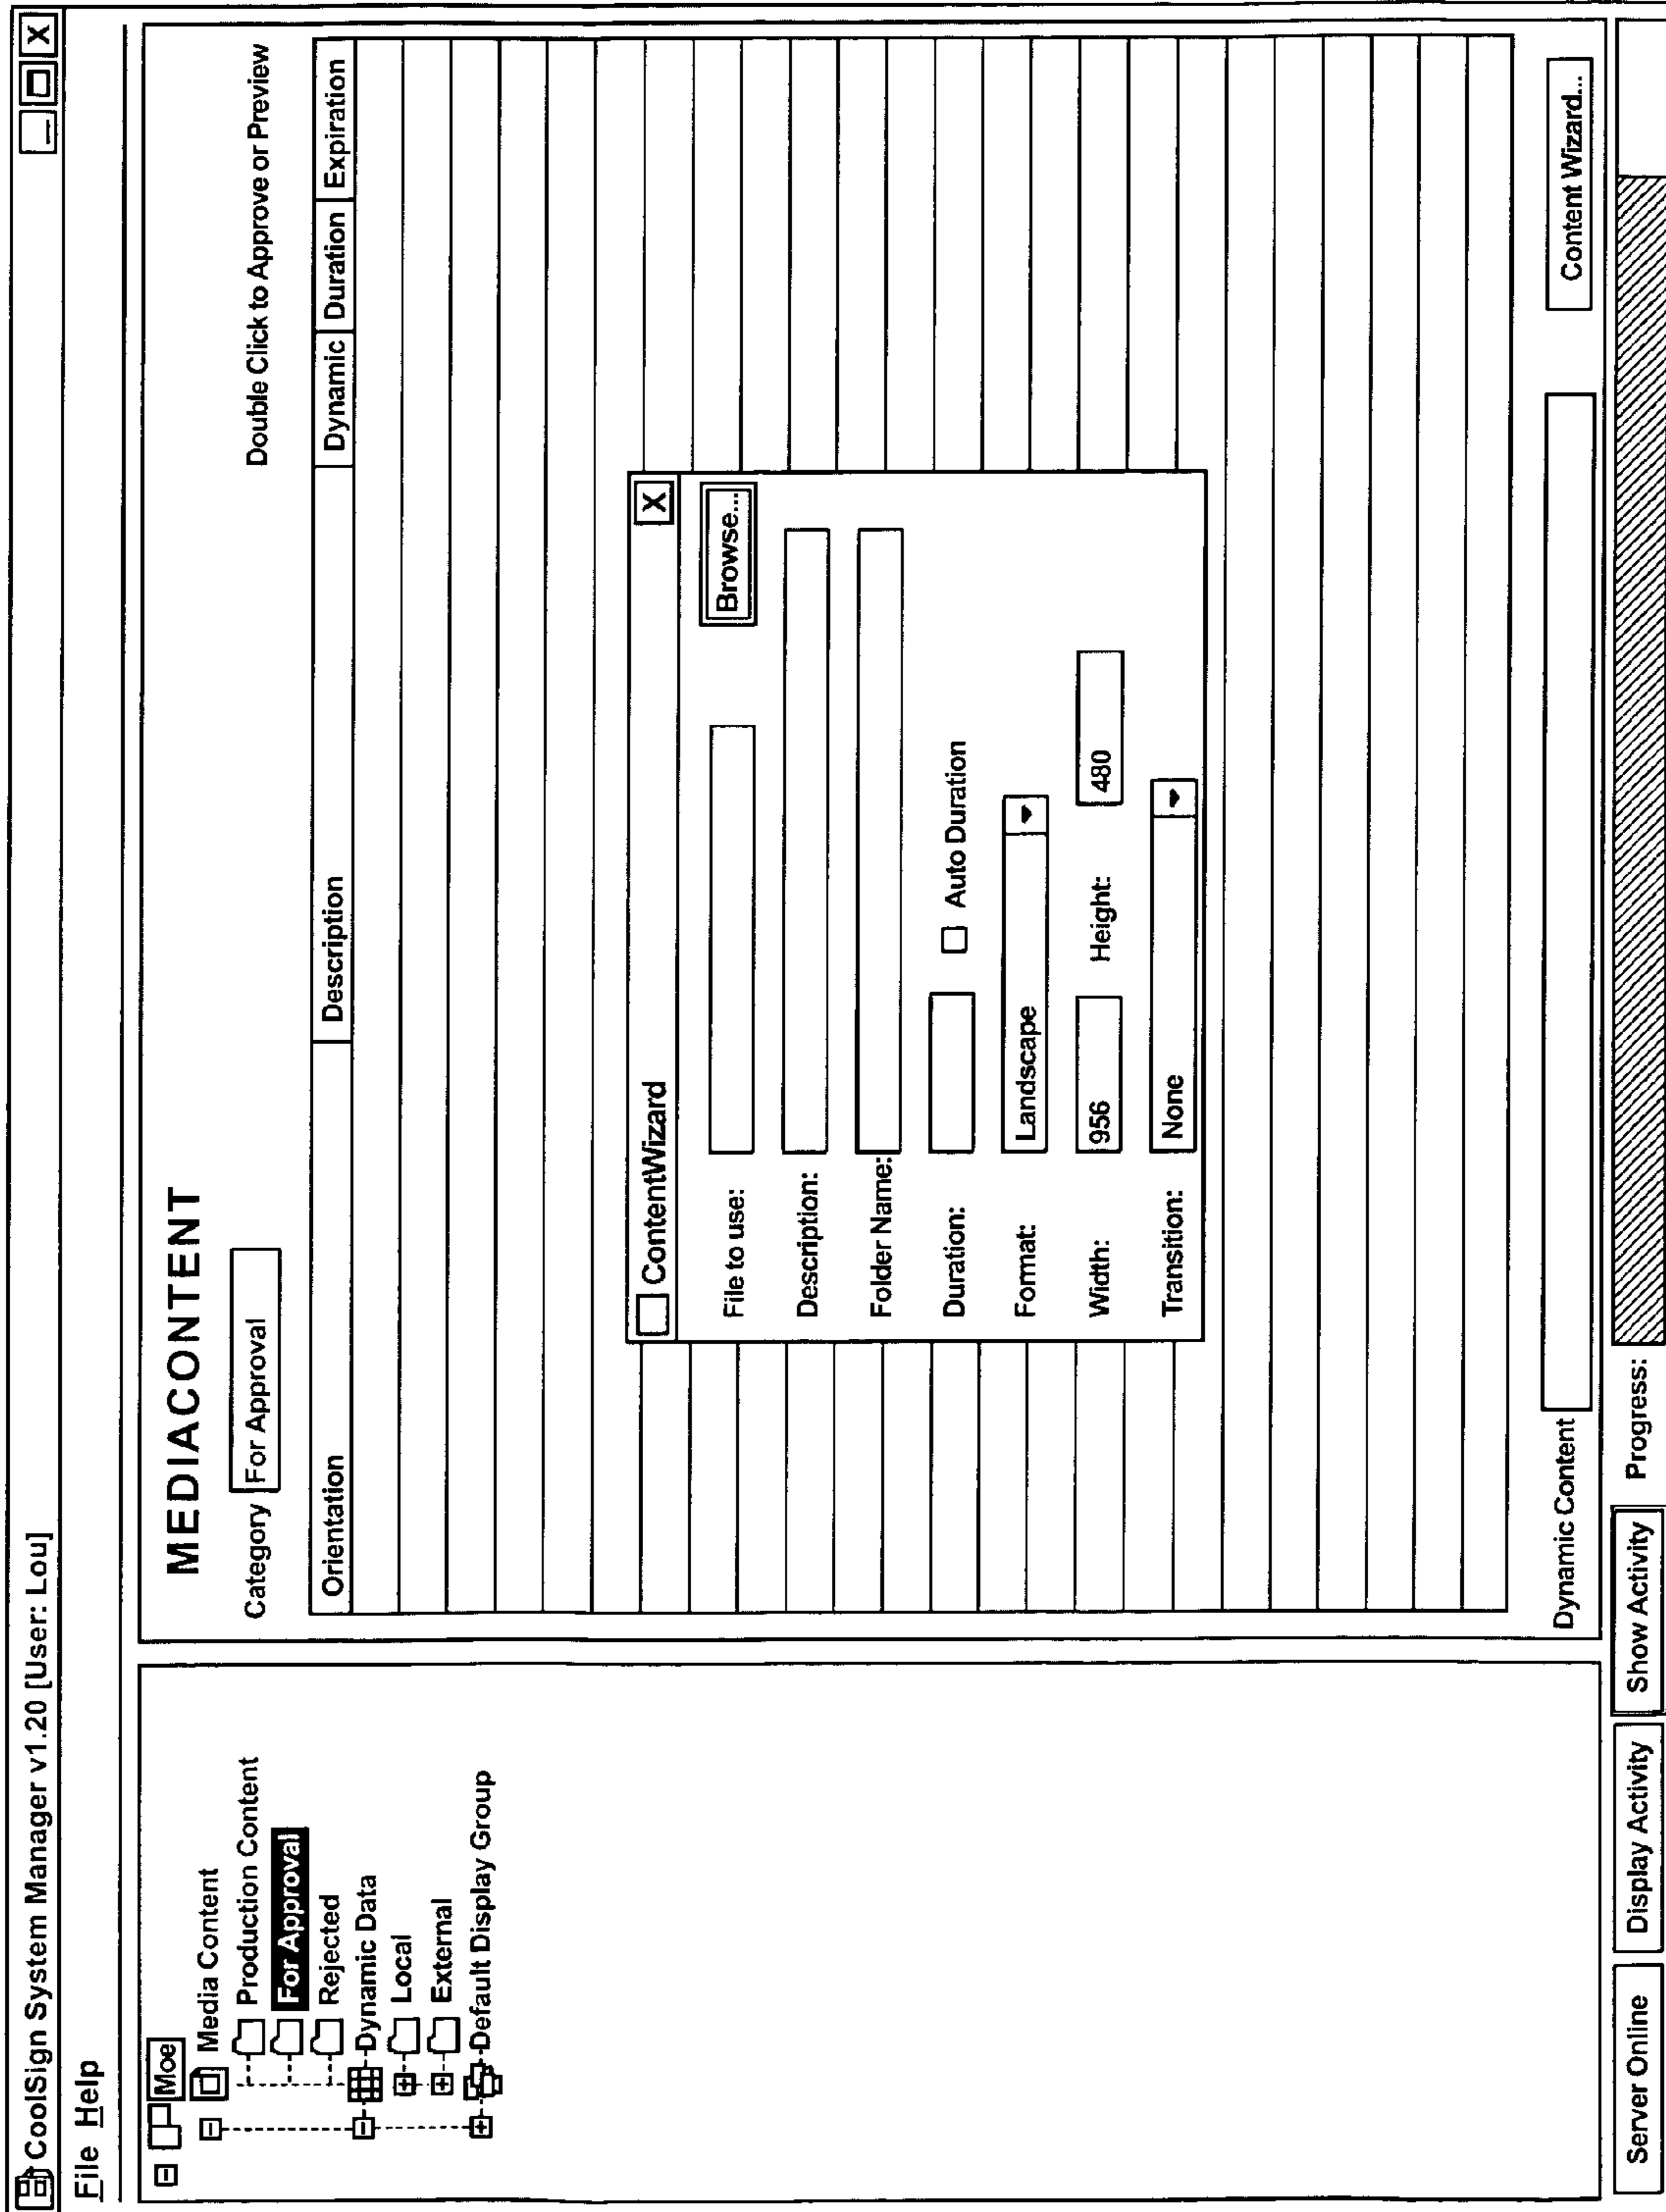 CoolSign System Manager v1.20 [User: Lou]
X
File Help
Moe
Media Content
Production Content
For Approval
Rejected
Dynamic Data
Local
External
Default Display Group
MEDIACONTENT
Category For Approval
Double Click to Approve or Preview
Orientation Description Dynamic Duration Expiration
ContentWizard X
File to use: Browse...
Description:
Folder Name:
Duration: Auto Duration
Format: Landscape
Width: 956 Height: 480
Transition: None
Dynamic Content Content Wizard...
Server Online Display Activity Show Activity Progress: